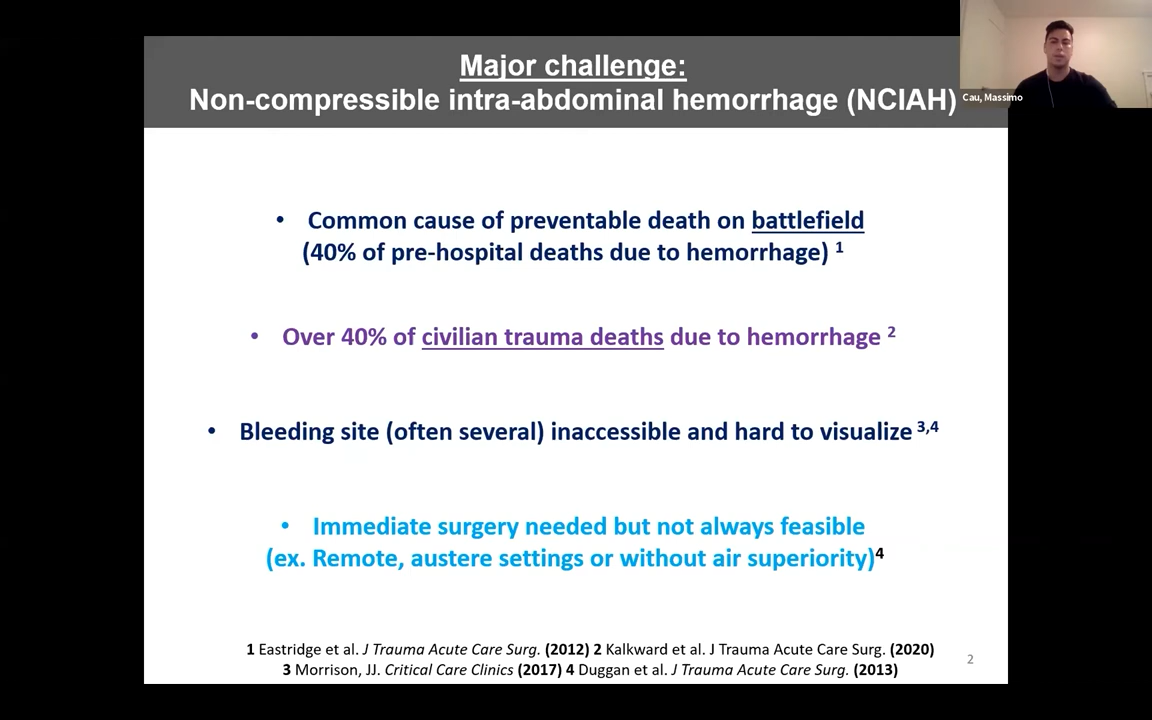 Major challenge:
Non-compressible intra-abdominal hemorrhage (NCIAH)
Cau, Massimo
• Common cause of preventable death on battlefield
(40% of pre-hospital deaths due to hemorrhage) 1
• Over 40% of civilian trauma deaths due to hemorrhage 2
• Bleeding site (often several) inaccessible and hard to visualize 3,4
• Immediate surgery needed but not always feasible
(ex. Remote, austere settings or without air superiority)4
1 Eastridge et al. J Trauma Acute Care Surg. (2012) 2 Kalkward et al. J Trauma Acute Care Surg. (2020)
3 Morrison, JJ. Critical Care Clinics (2017) 4 Duggan et al. J Trauma Acute Care Surg. (2013)
2